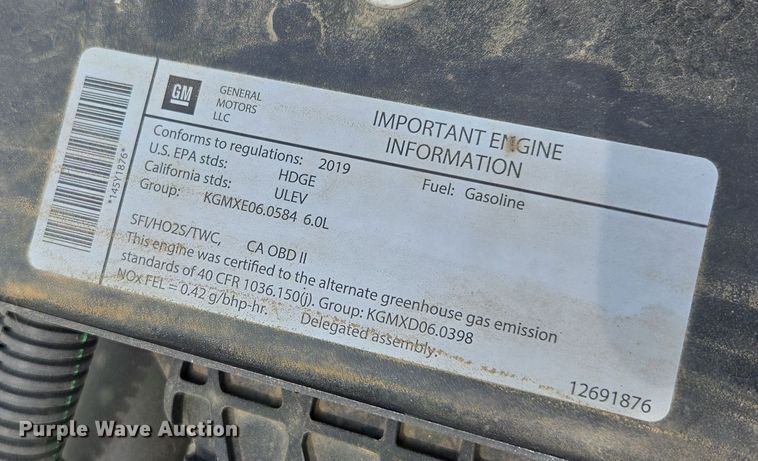 *145Y1876*
GM
GENERAL
MOTORS
LLC
IMPORTANT ENGINE
INFORMATION
Conforms to regulations: 2019
U.S. EPA stds: HDGE
California stds: ULEV
Group: KGMXE06.0584 6.0L
Fuel: Gasoline
SFI/HO2S/TWC, CA OBD II
This engine was certified to the alternate greenhouse gas emission
standards of 40 CFR 1036.150(j). Group: KGMXD06.0398
NOx FEL = 0.42 g/bhp-hr. Delegated assembly.
12691876
Purple Wave Auction